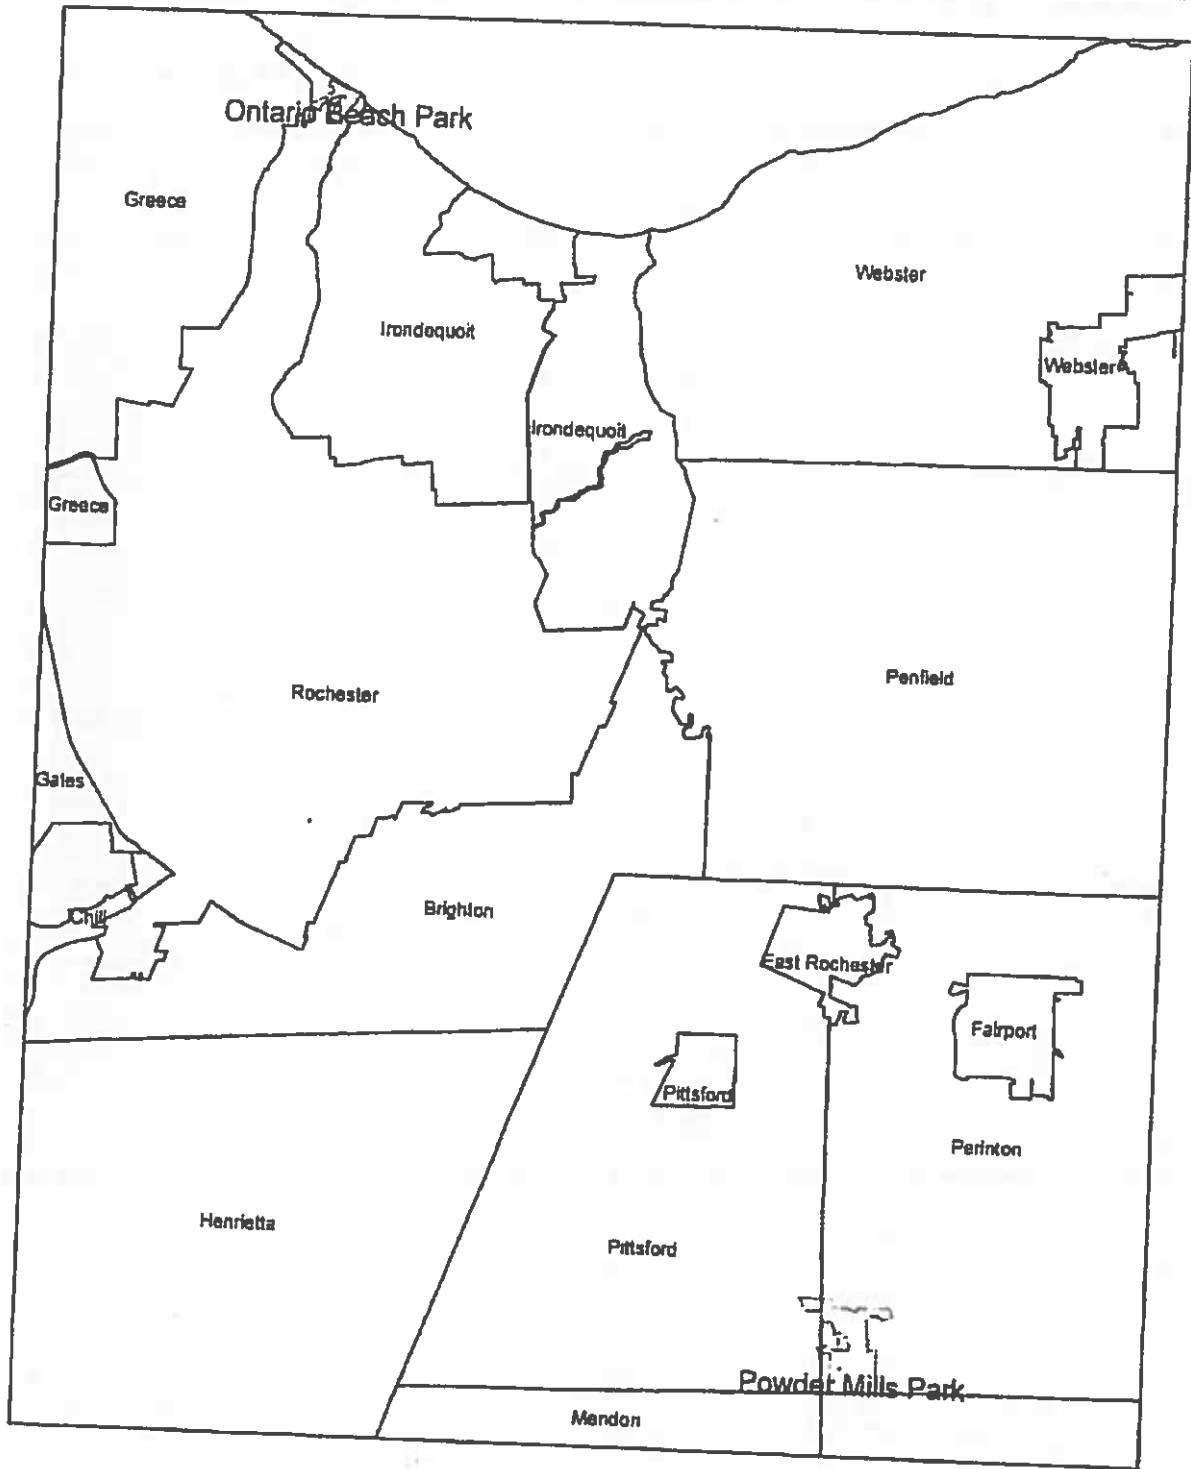 Ontario Beach Park
Greece
Webster
Irondequoit
Webster
Irondequoit
Greece
Penfield
Rochester
Gates
Brighton
Chili
East Rochester
Fairport
Pittsford
Perinton
Henrietta
Pittsford
Powder Mills Park
Mendon